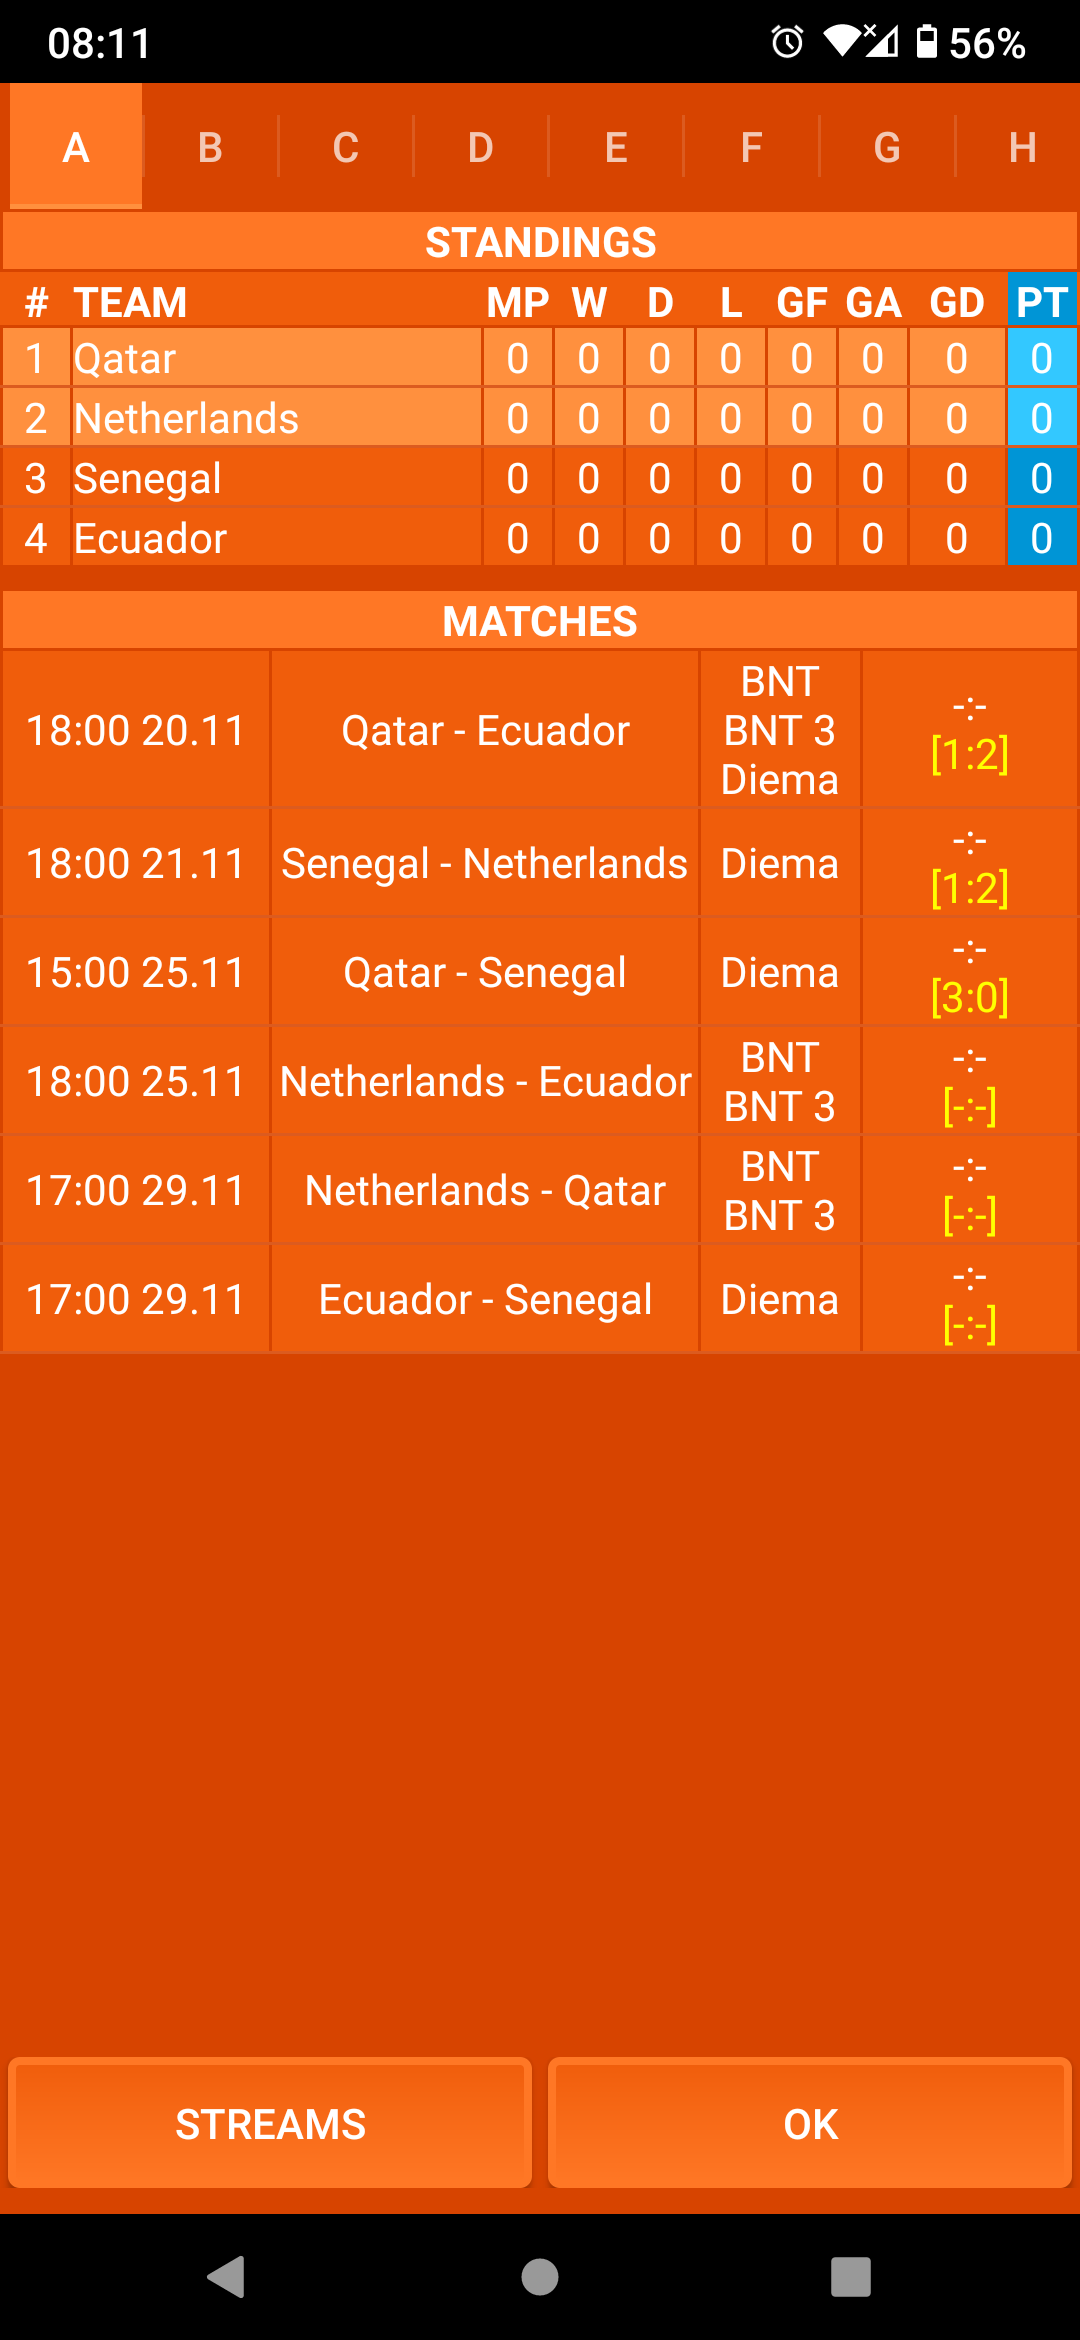 08:11 56%
A B C D E F G H
STANDINGS
# TEAM MP W D L GF GA GD PT
1 Qatar 0 0 0 0 0 0 0 0
2 Netherlands 0 0 0 0 0 0 0 0
3 Senegal 0 0 0 0 0 0 0 0
4 Ecuador 0 0 0 0 0 0 0 0
MATCHES
18:00 20.11 Qatar - Ecuador
BNT
BNT 3
Diema
-:-
[1:2]
18:00 21.11 Senegal - Netherlands Diema
-:-
[1:2]
15:00 25.11 Qatar - Senegal Diema
-:-
[3:0]
18:00 25.11 Netherlands - Ecuador
BNT
BNT 3
-:-
[-:-]
17:00 29.11 Netherlands - Qatar
BNT
BNT 3
-:-
[-:-]
17:00 29.11 Ecuador - Senegal Diema
-:-
[-:-]
STREAMS OK